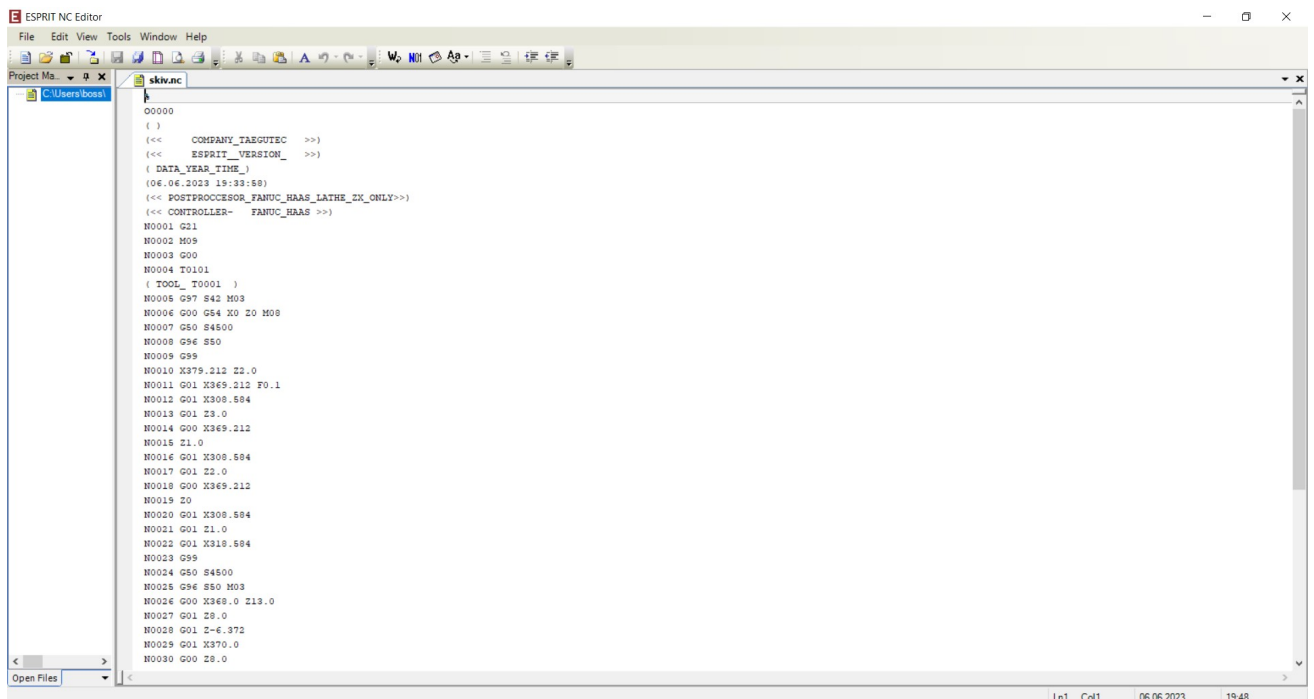 ESPRIT NC Editor
File Edit View Tools Window Help
Project Ma...
skiv.nc
C:\Users\boss\
%
O0000
( )
(<< COMPANY_TAEGUTEC >>)
(<< ESPRIT__VERSION_ >>)
( DATA_YEAR_TIME_)
(06.06.2023 19:33:58)
(<< POSTPROCCESOR_FANUC_HAAS_LATHE_ZX_ONLY>>)
(<< CONTROLLER- FANUC_HAAS >>)
N0001 G21
N0002 M09
N0003 G00
N0004 T0101
( TOOL_ T0001 )
N0005 G97 S42 M03
N0006 G00 G54 X0 Z0 M08
N0007 G50 S4500
N0008 G96 S50
N0009 G99
N0010 X379.212 Z2.0
N0011 G01 X369.212 F0.1
N0012 G01 X308.584
N0013 G01 Z3.0
N0014 G00 X369.212
N0015 Z1.0
N0016 G01 X308.584
N0017 G01 Z2.0
N0018 G00 X369.212
N0019 Z0
N0020 G01 X308.584
N0021 G01 Z1.0
N0022 G01 X318.584
N0023 G99
N0024 G50 S4500
N0025 G96 S50 M03
N0026 G00 X368.0 Z13.0
N0027 G01 Z8.0
N0028 G01 Z-6.372
N0029 G01 X370.0
N0030 G00 Z8.0
Open Files
Ln1 Col1 06.06.2023 19:48